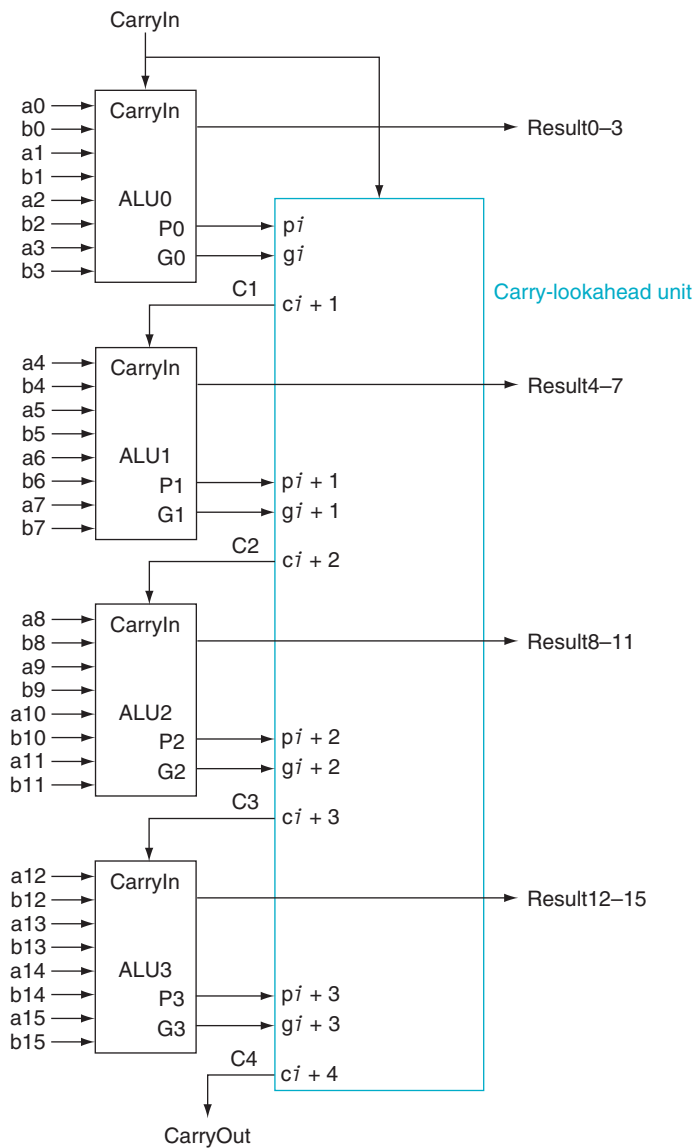 CarryIn
a0
b0
a1
b1
a2
b2
a3
b3
CarryIn
ALU0
P0
G0
Result0–3
pi
gi
C1
ci + 1
Carry-lookahead unit
a4
b4
a5
b5
a6
b6
a7
b7
CarryIn
ALU1
P1
G1
Result4–7
pi + 1
gi + 1
C2
ci + 2
a8
b8
a9
b9
a10
b10
a11
b11
CarryIn
ALU2
P2
G2
Result8–11
pi + 2
gi + 2
C3
ci + 3
a12
b12
a13
b13
a14
b14
a15
b15
CarryIn
ALU3
P3
G3
Result12–15
pi + 3
gi + 3
C4
ci + 4
CarryOut